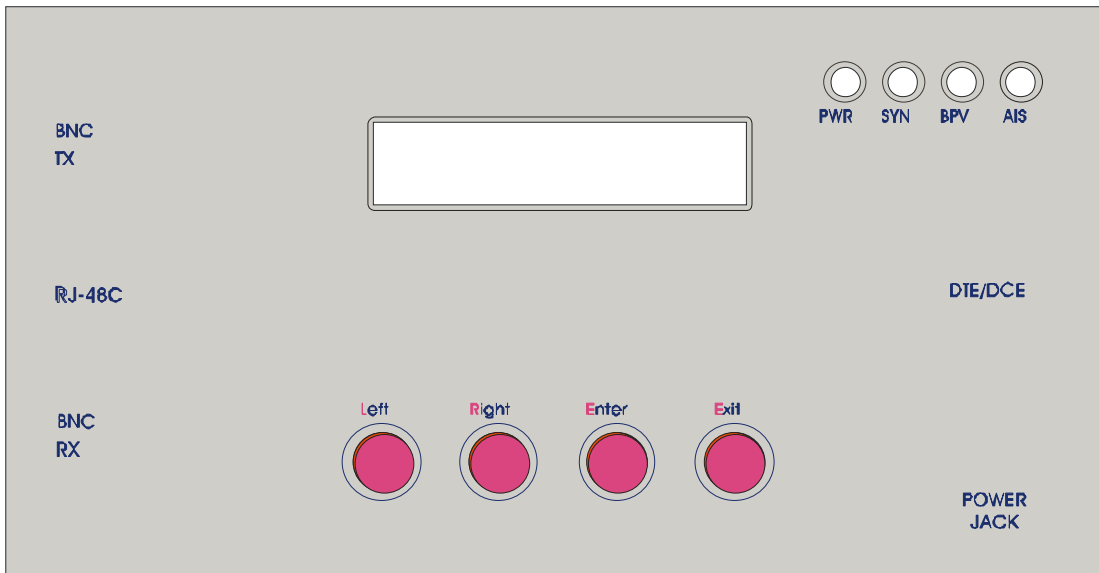 PWR SYN BPV AIS
BNC
TX
RJ-48C
DTE/DCE
Left Right Enter Exit
BNC
RX
POWER
JACK